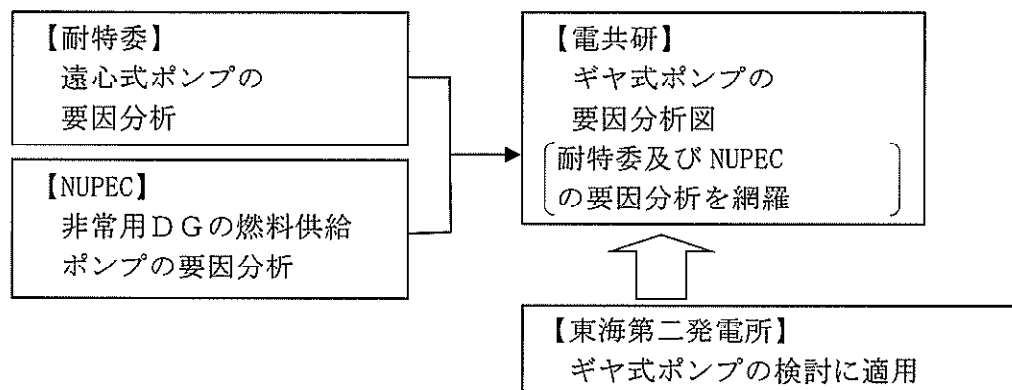 【耐特委】
遠心式ポンプの
要因分析
【NUPEC】
非常用ＤＧの燃料供給
ポンプの要因分析
【電共研】
ギヤ式ポンプの
要因分析図
耐特委及び NUPEC
の要因分析を網羅
【東海第二発電所】
ギヤ式ポンプの検討に適用